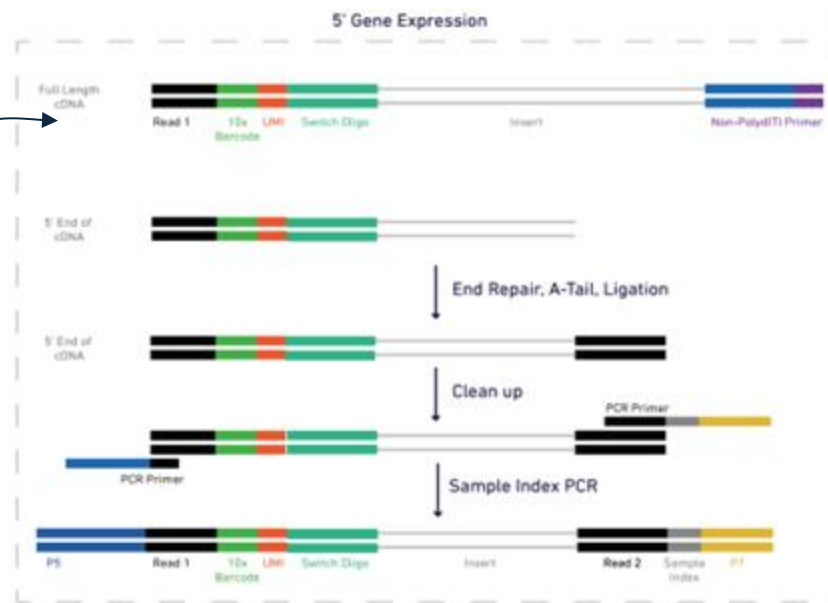 5' Gene Expression
Full Length
cDNA
Read 1
10x
Barcode
UMI
Switch Oligo
Insert
Non-Poly(dT) Primer
5' End of
cDNA
End Repair, A-Tail, Ligation
5' End of
cDNA
Clean up
PCR Primer
PCR Primer
Sample Index PCR
P5
Read 1
10x
Barcode
UMI
Switch Oligo
Insert
Read 2
Sample
Index
P7